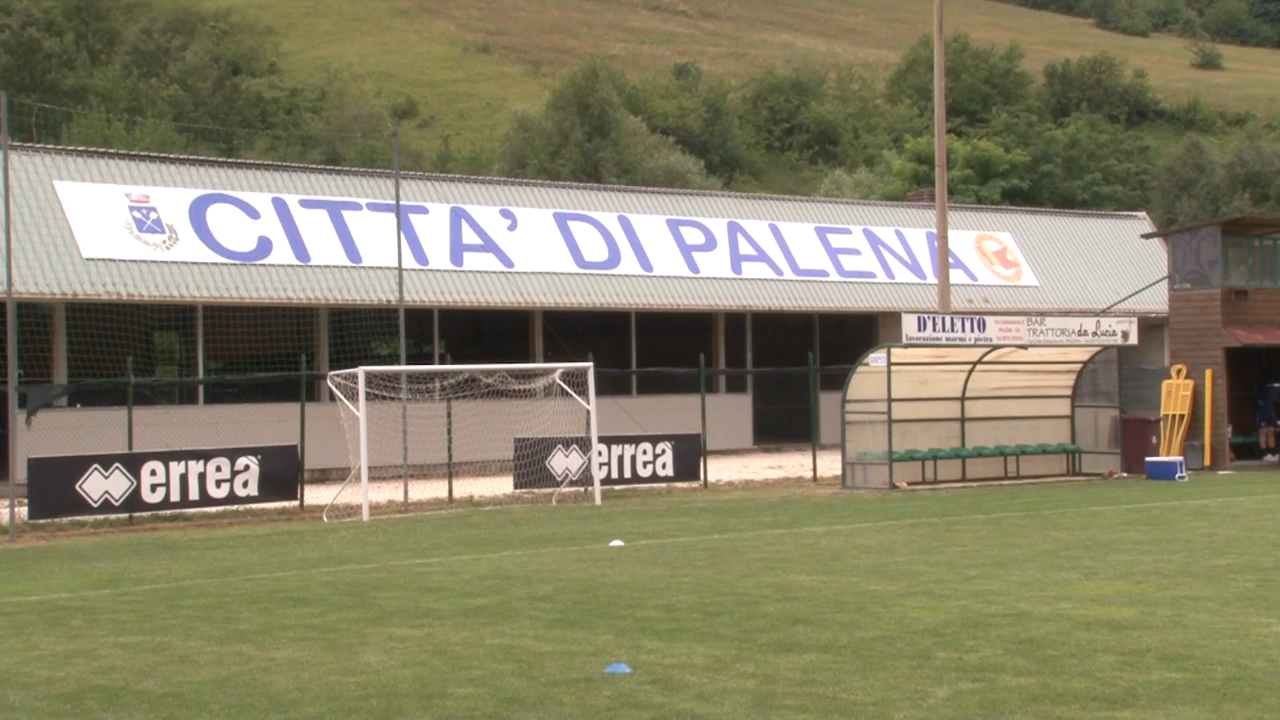 CITTA' DI PALENA
D'ELETTO
lavorazione marmi e pietra
BAR
TRATTORIA da Lucia
errea
errea